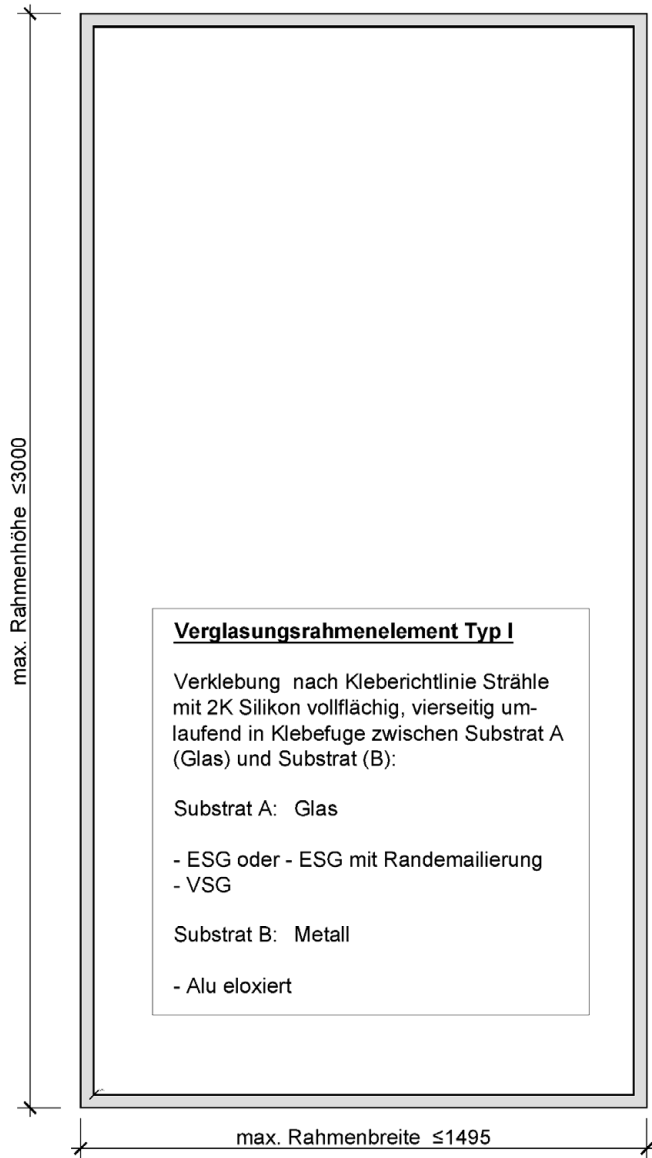 max. Rahmenhöhe ≤3000
Verglasungsrahmenelement Typ I
Verklebung nach Kleberichtlinie Strähle
mit 2K Silikon vollflächig, vierseitig um-
laufend in Klebefuge zwischen Substrat A
(Glas) und Substrat (B):
Substrat A: Glas
- ESG oder - ESG mit Randemailierung
- VSG
Substrat B: Metall
- Alu eloxiert
max. Rahmenbreite ≤1495